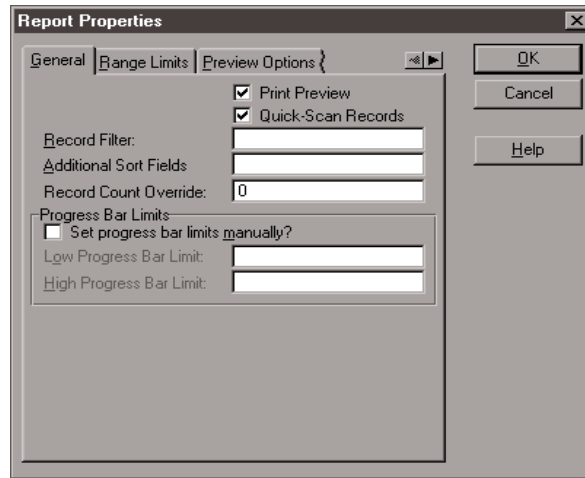 Report Properties
General Range Limits Preview Options
OK
Print Preview
Cancel
Quick-Scan Records
Record Filter:
Help
Additional Sort Fields
Record Count Override: 0
Progress Bar Limits
Set progress bar limits manually?
Low Progress Bar Limit:
High Progress Bar Limit: